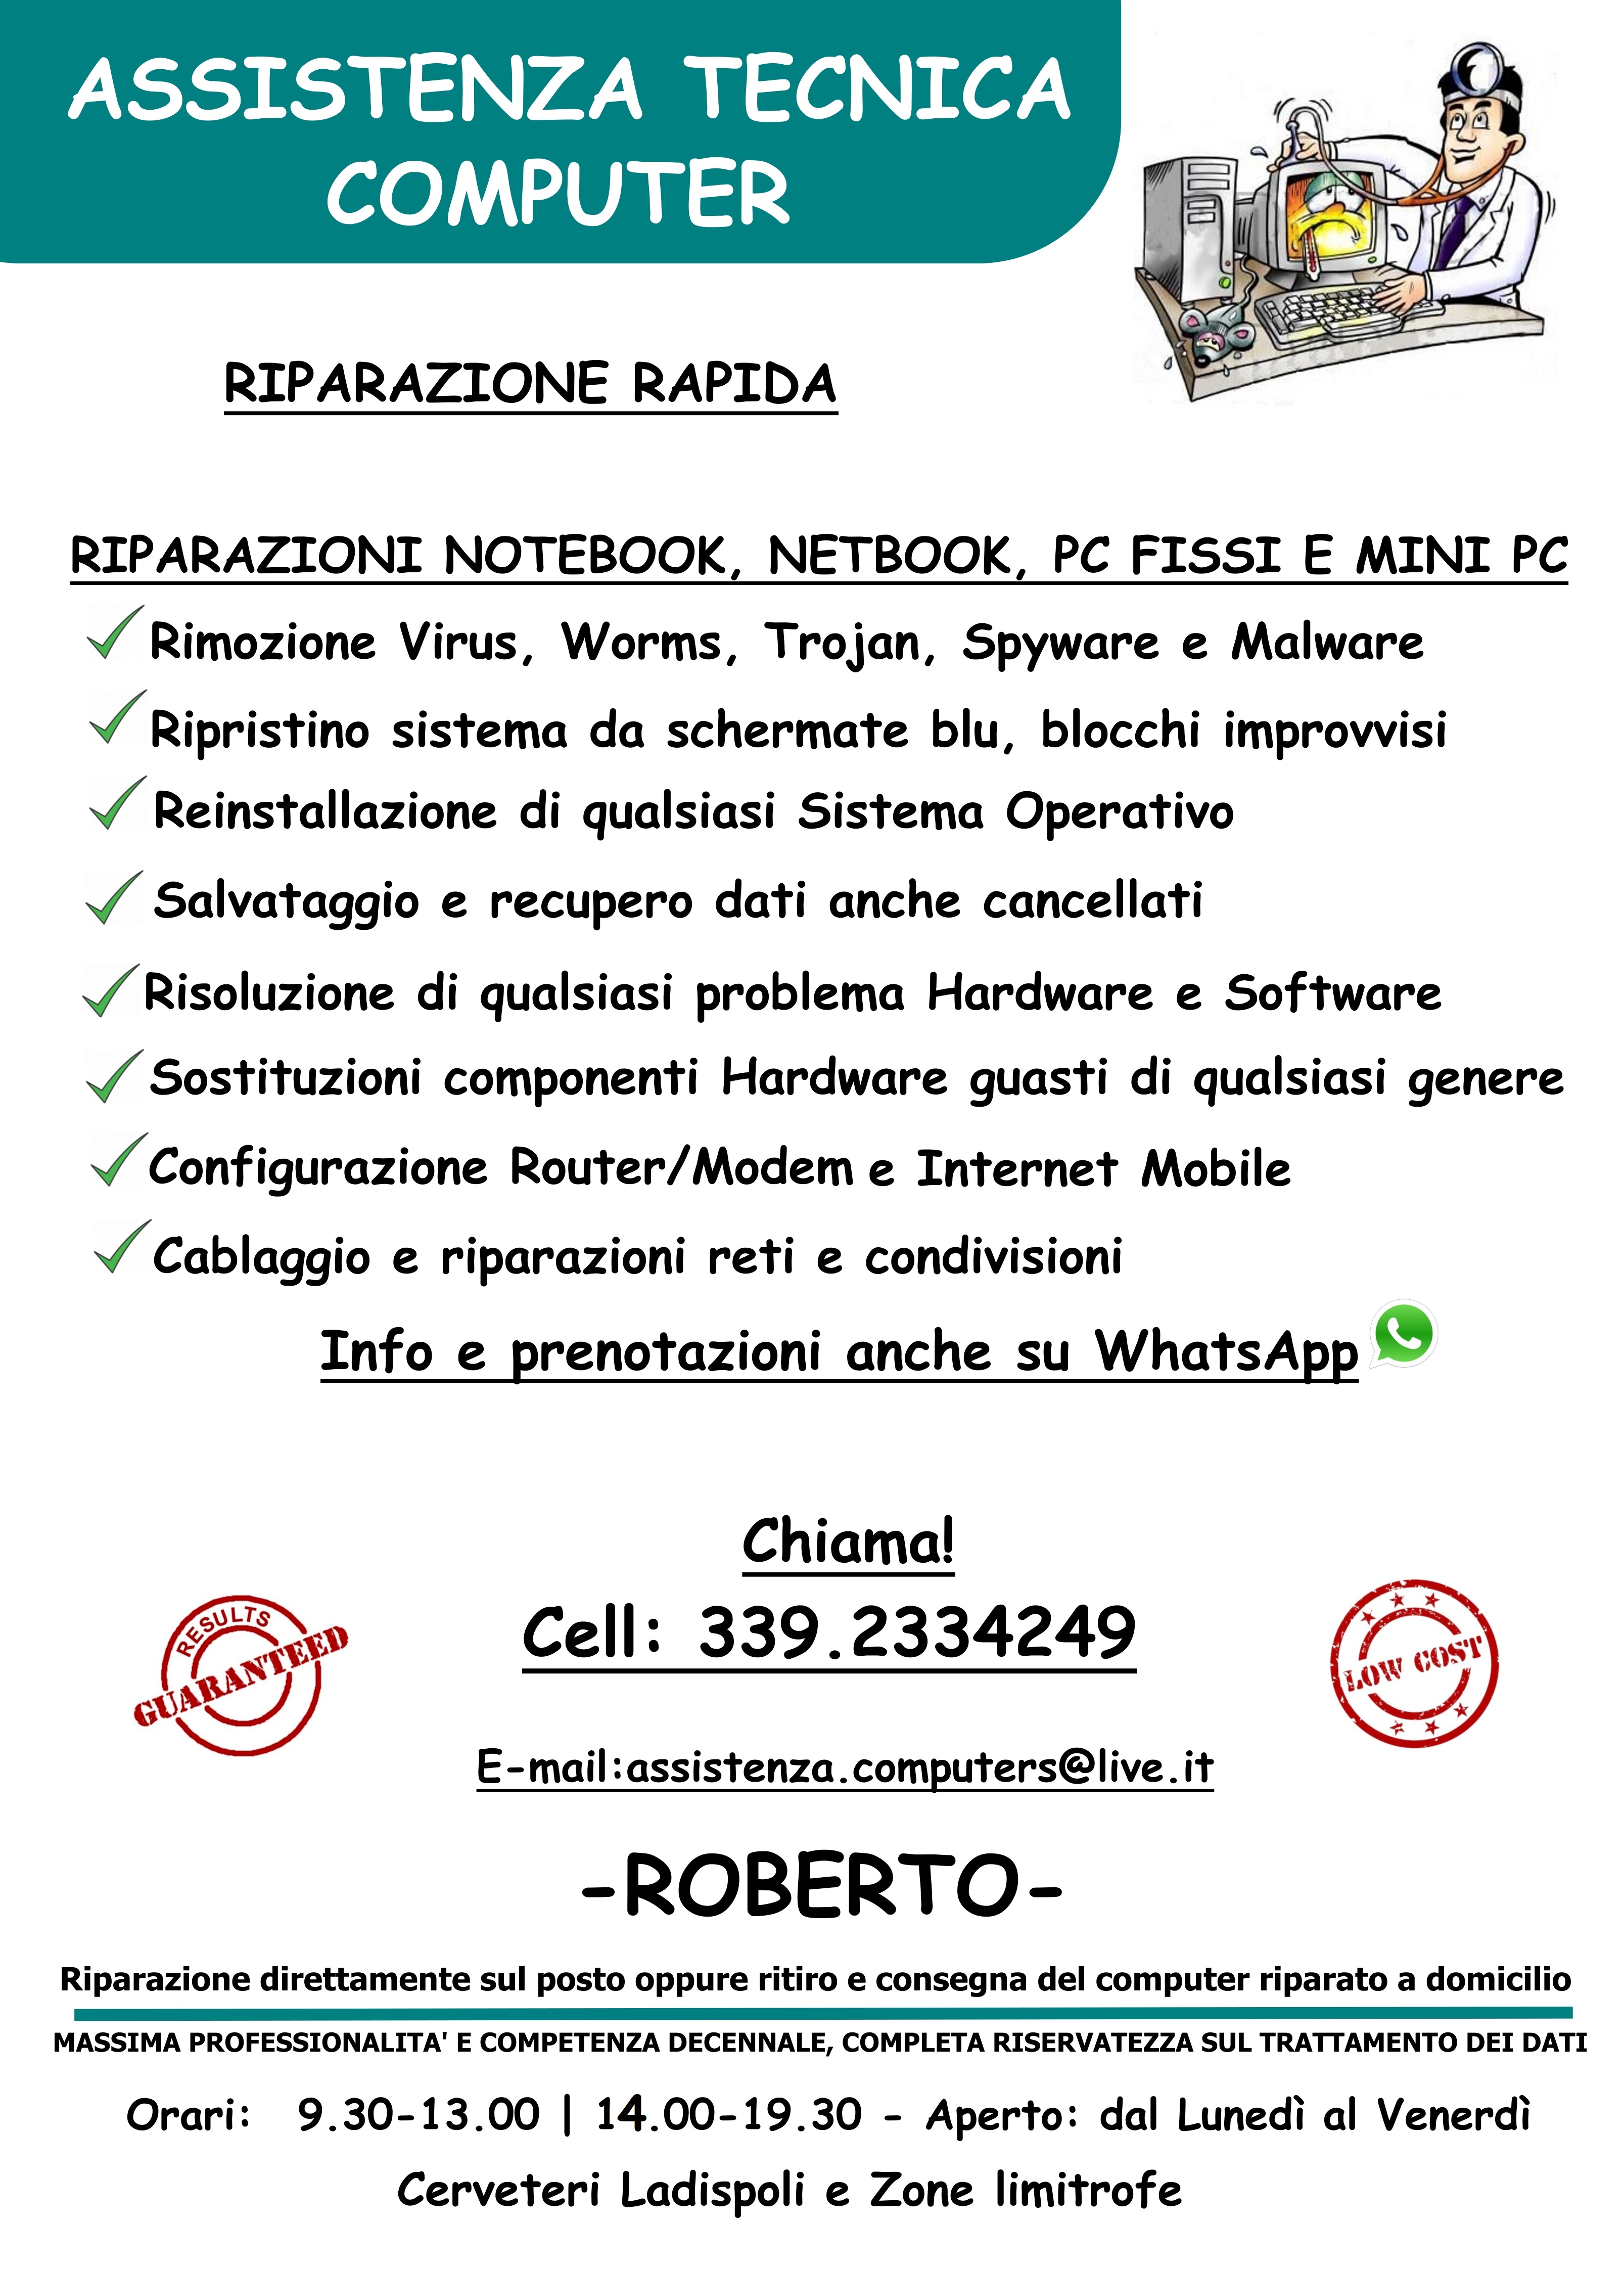 ASSISTENZA TECNICA
COMPUTER
RIPARAZIONE RAPIDA
RIPARAZIONI NOTEBOOK, NETBOOK, PC FISSI E MINI PC
Rimozione Virus, Worms, Trojan, Spyware e Malware
Ripristino sistema da schermate blu, blocchi improvvisi
Reinstallazione di qualsiasi Sistema Operativo
Salvataggio e recupero dati anche cancellati
Risoluzione di qualsiasi problema Hardware e Software
Sostituzioni componenti Hardware guasti di qualsiasi genere
Configurazione Router/Modem e Internet Mobile
Cablaggio e riparazioni reti e condivisioni
Info e prenotazioni anche su WhatsApp
Chiama!
Cell: 339.2334249
RESULTS
GUARANTEED
LOW COST
E-mail:assistenza.computers@live.it
-ROBERTO-
Riparazione direttamente sul posto oppure ritiro e consegna del computer riparato a domicilio
MASSIMA PROFESSIONALITA' E COMPETENZA DECENNALE, COMPLETA RISERVATEZZA SUL TRATTAMENTO DEI DATI
Orari: 9.30-13.00 | 14.00-19.30 - Aperto: dal Lunedì al Venerdì
Cerveteri Ladispoli e Zone limitrofe